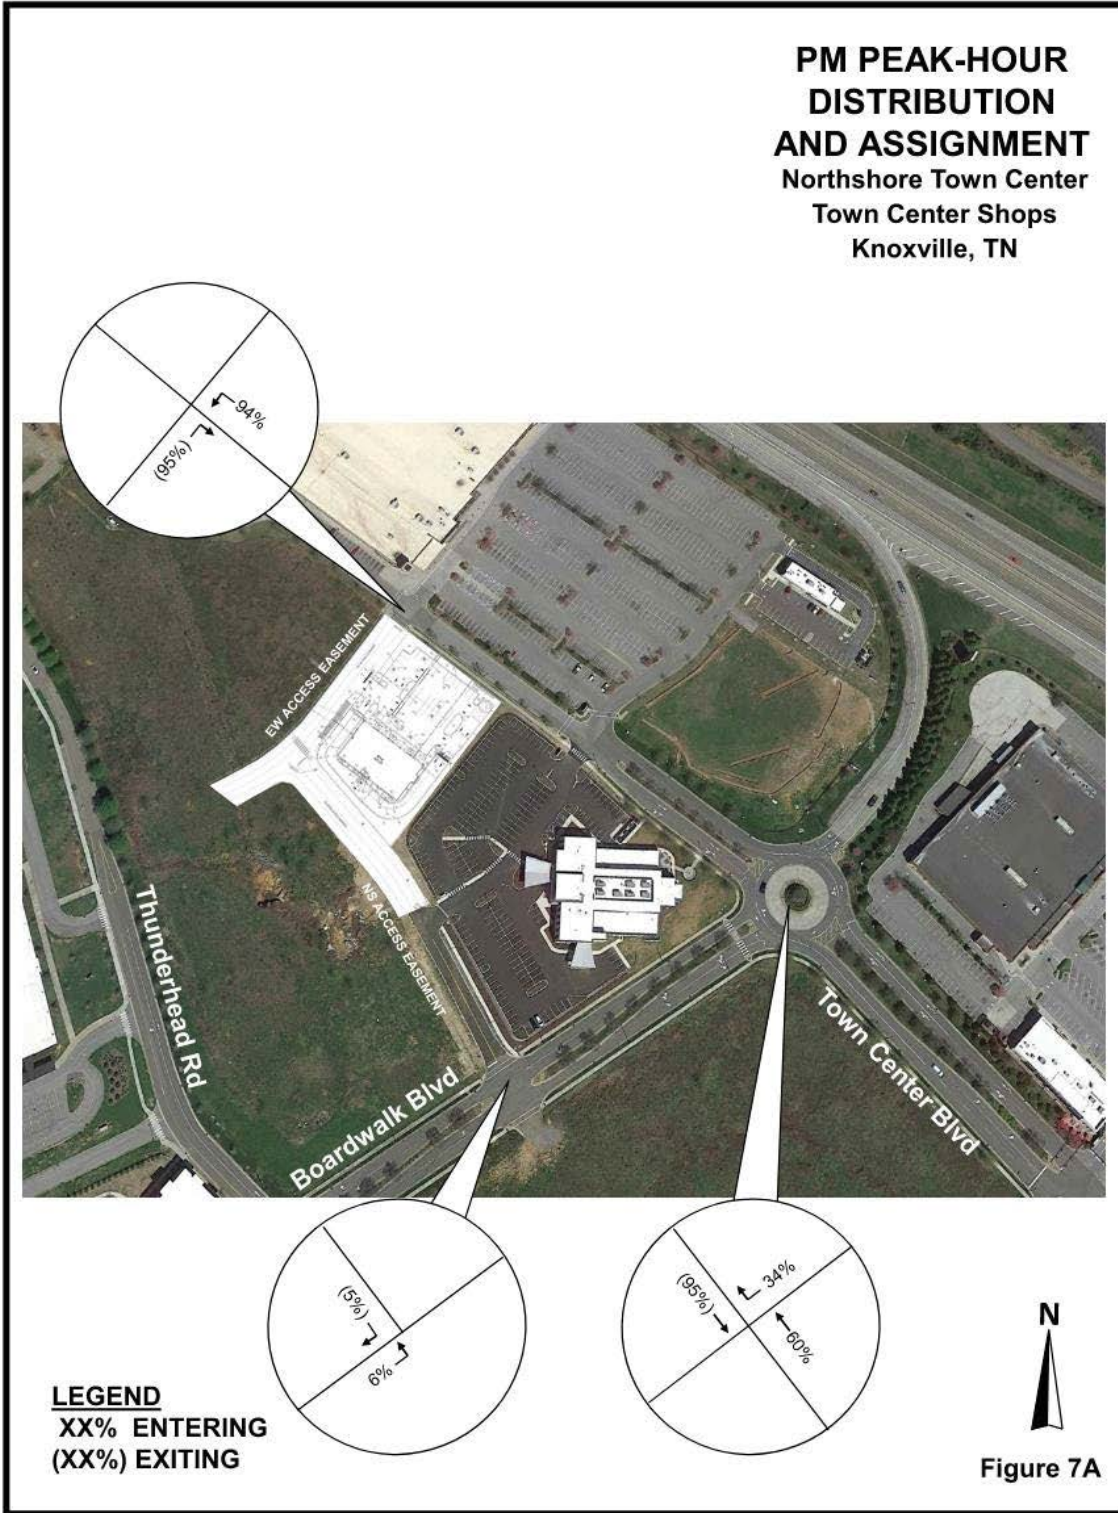 PM PEAK-HOUR
DISTRIBUTION
AND ASSIGNMENT
Northshore Town Center
Town Center Shops
Knoxville, TN
94%
(95%)
EW ACCESS EASEMENT
NS ACCESS EASEMENT
Thunderhead Rd
Boardwalk Blvd
Town Center Blvd
(5%)
6%
(95%)
34%
60%
N
LEGEND
XX% ENTERING
(XX%) EXITING
Figure 7A